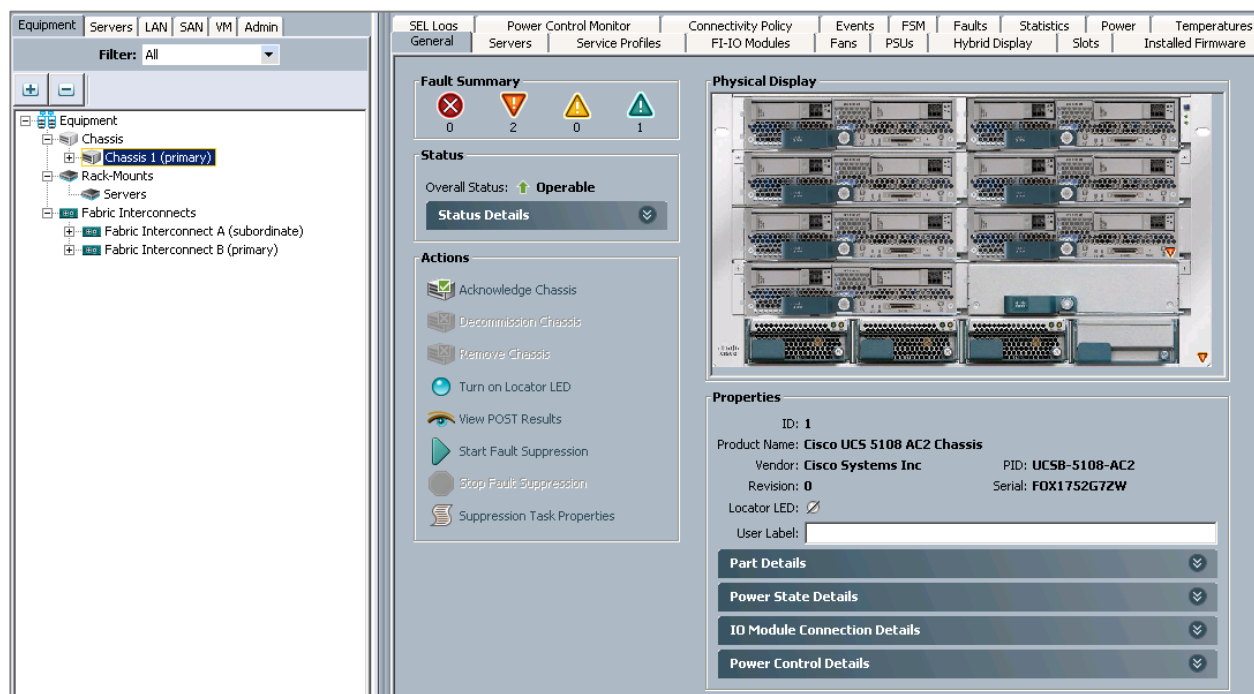 Equipment Servers LAN SAN VM Admin
Filter: All
Equipment
Chassis
Chassis 1 (primary)
Rack-Mounts
Servers
Fabric Interconnects
Fabric Interconnect A (subordinate)
Fabric Interconnect B (primary)
SEL Logs Power Control Monitor Connectivity Policy Events FSM Faults Statistics Power Temperatures
General Servers Service Profiles FI-IO Modules Fans PSUs Hybrid Display Slots Installed Firmware
Fault Summary
0 2 0 1
Status
Overall Status: Operable
Status Details
Actions
Acknowledge Chassis
Decommission Chassis
Remove Chassis
Turn on Locator LED
View POST Results
Start Fault Suppression
Stop Fault Suppression
Suppression Task Properties
Physical Display
Properties
ID: 1
Product Name: Cisco UCS 5108 AC2 Chassis
Vendor: Cisco Systems Inc PID: UCSB-5108-AC2
Revision: 0 Serial: FOX1752G7ZW
Locator LED:
User Label:
Part Details
Power State Details
IO Module Connection Details
Power Control Details